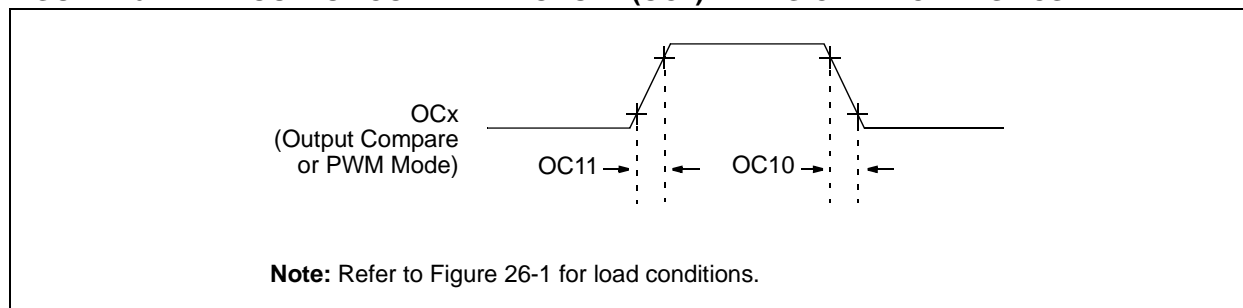 OCx
(Output Compare
or PWM Mode)
OC11
OC10
Note: Refer to Figure 26-1 for load conditions.